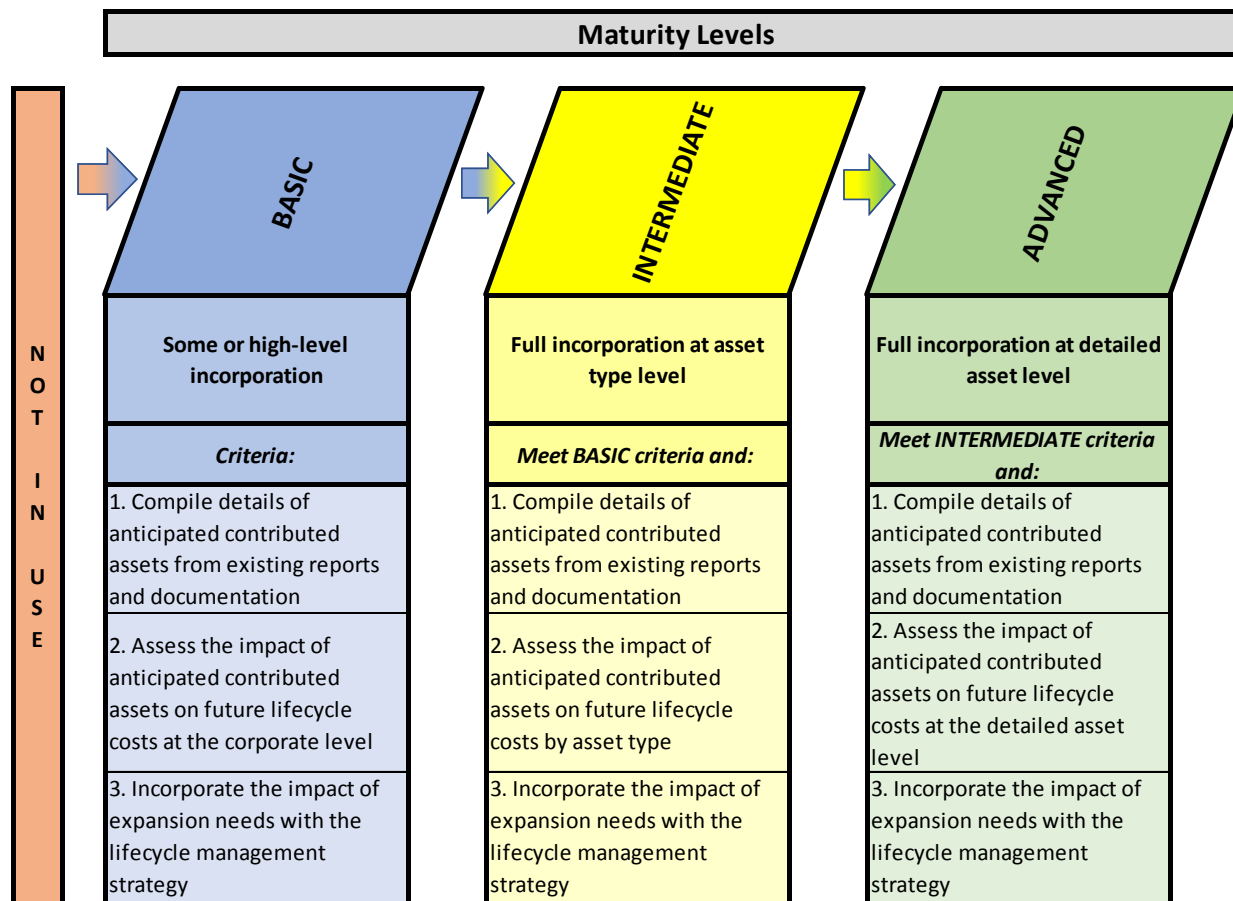 Maturity Levels
NOT IN USE
BASIC
Some or high-level
incorporation
Criteria:
1. Compile details of
anticipated contributed
assets from existing reports
and documentation
2. Assess the impact of
anticipated contributed
assets on future lifecycle
costs at the corporate level
3. Incorporate the impact of
expansion needs with the
lifecycle management
strategy
INTERMEDIATE
Full incorporation at asset
type level
Meet BASIC criteria and:
1. Compile details of
anticipated contributed
assets from existing reports
and documentation
2. Assess the impact of
anticipated contributed
assets on future lifecycle
costs by asset type
3. Incorporate the impact of
expansion needs with the
lifecycle management
strategy
ADVANCED
Full incorporation at detailed
asset level
Meet INTERMEDIATE criteria
and:
1. Compile details of
anticipated contributed
assets from existing reports
and documentation
2. Assess the impact of
anticipated contributed
assets on future lifecycle
costs at the detailed asset
level
3. Incorporate the impact of
expansion needs with the
lifecycle management
strategy